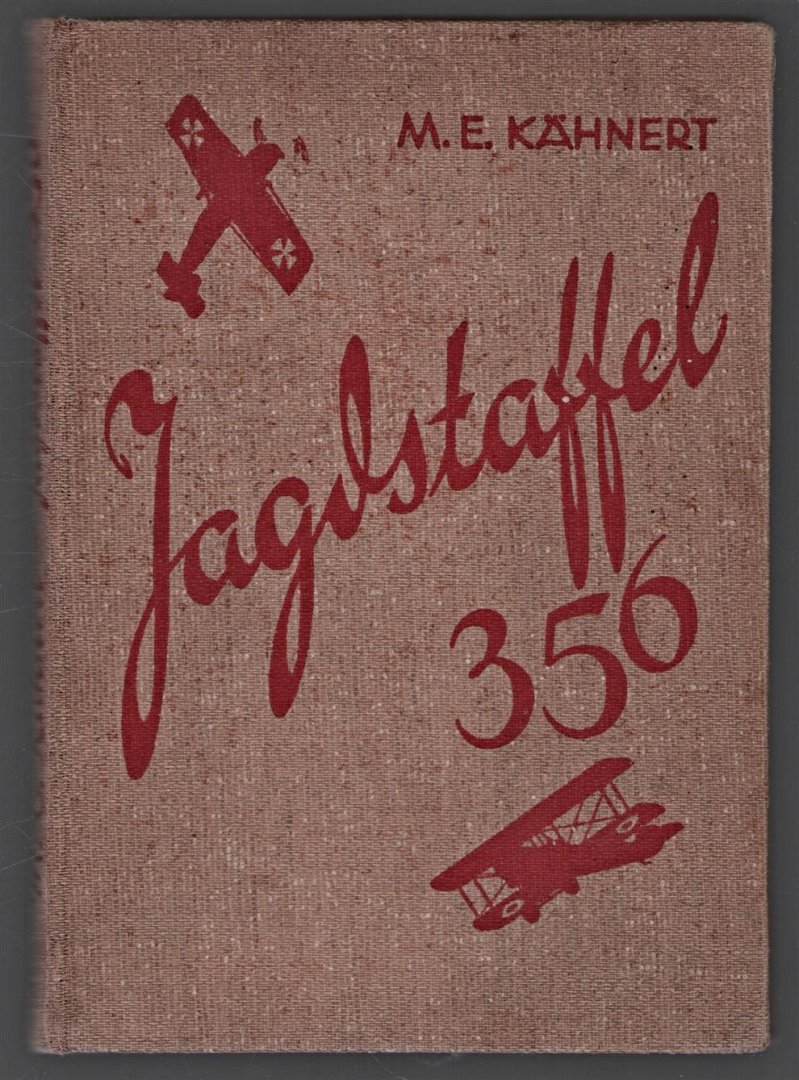 M. E. KÄHNERT
Jagdstaffel
356